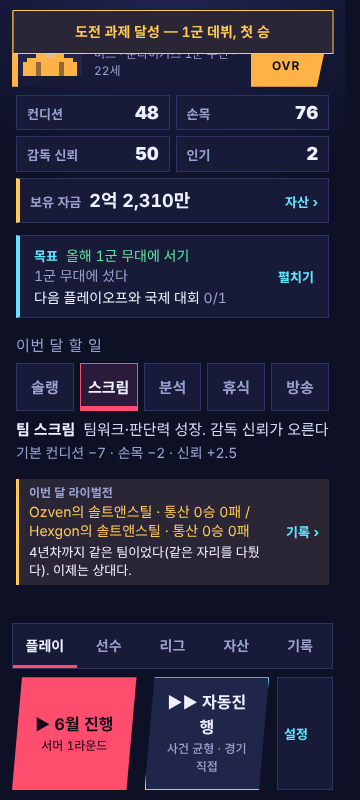 도전 과제 달성 — 1군 데뷔, 첫 승
22세
OVR
컨디션 48
손목 76
감독 신뢰 50
인기 2
보유 자금 2억 2,310만 자산 ›
목표 올해 1군 무대에 서기
1군 무대에 섰다
펼치기
다음 플레이오프와 국제 대회 0/1
이번 달 할 일
솔랭 스크림 분석 휴식 방송
팀 스크림 팀워크·판단력 성장. 감독 신뢰가 오른다
기본 컨디션 −7 · 손목 −2 · 신뢰 +2.5
이번 달 라이벌전
Ozven의 솔트앤스틸 · 통산 0승 0패 /
Hexgon의 솔트앤스틸 · 통산 0승 0패
기록 ›
4년차까지 같은 팀이었다(같은 자리를 다퉜
다). 이제는 상대다.
플레이 선수 리그 자산 기록
▶ 6월 진행
서머 1라운드
▶▶ 자동진
행
사건 균형 · 경기
직접
설정